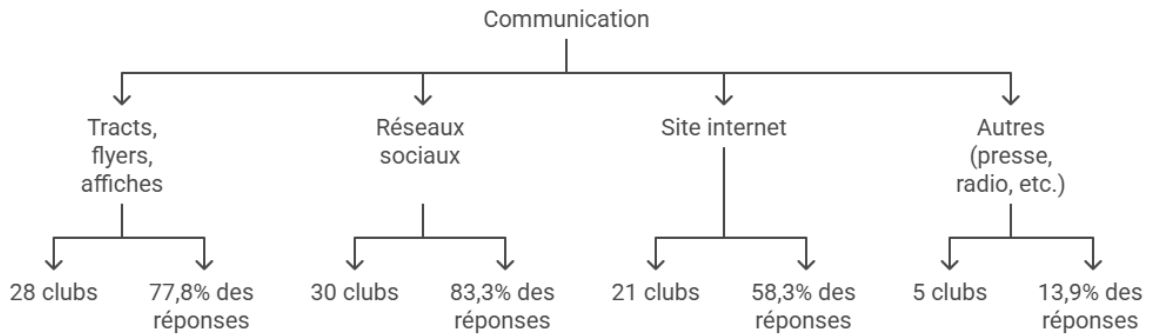 Communication
Tracts,
flyers,
affiches
Réseaux
sociaux
Site internet
Autres
(presse,
radio, etc.)
28 clubs
77,8% des
réponses
30 clubs
83,3% des
réponses
21 clubs
58,3% des
réponses
5 clubs
13,9% des
réponses